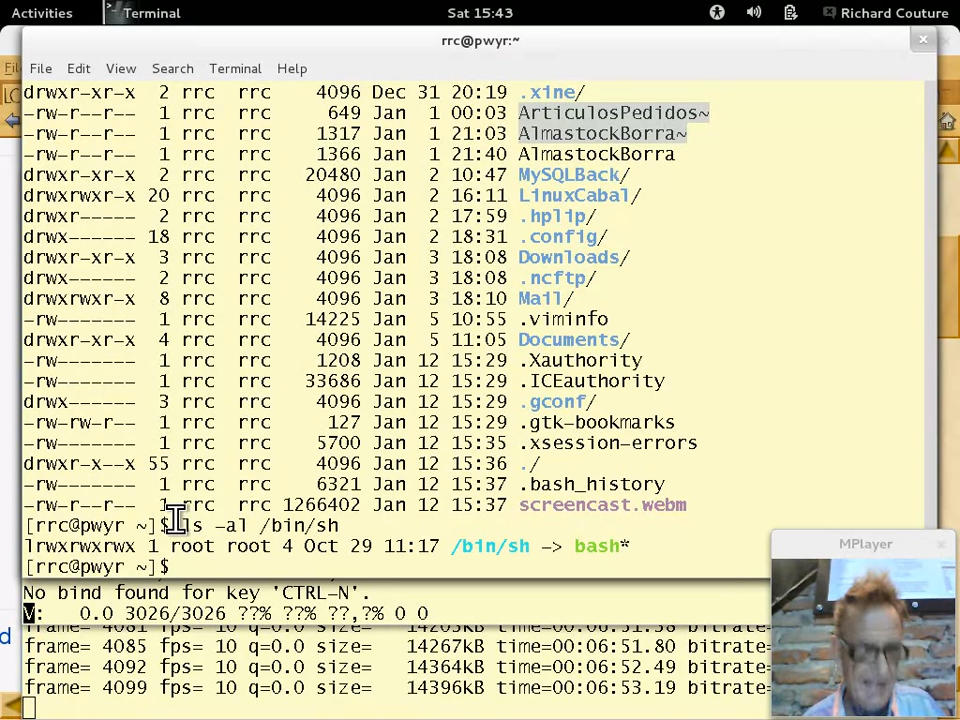 Activities Terminal Sat 15:43 Richard Couture
rrc@pwyr:~
File Edit View Search Terminal Help
drwxr-xr-x 2 rrc rrc 4096 Dec 31 20:19 .xine/
-rw-r--r-- 1 rrc rrc 649 Jan 1 00:03 ArticulosPedidos~
-rw-r--r-- 1 rrc rrc 1317 Jan 1 21:03 AlmastockBorra~
-rw-r--r-- 1 rrc rrc 1366 Jan 1 21:40 AlmastockBorra
drwxr-xr-x 2 rrc rrc 20480 Jan 2 10:47 MySQLBack/
drwxrwxr-x 20 rrc rrc 4096 Jan 2 16:11 LinuxCabal/
drwxr----- 2 rrc rrc 4096 Jan 2 17:59 .hplip/
drwx------ 18 rrc rrc 4096 Jan 2 18:31 .config/
drwxr-xr-x 3 rrc rrc 4096 Jan 3 18:08 Downloads/
drwx------ 2 rrc rrc 4096 Jan 3 18:08 .ncftp/
drwxrwxr-x 8 rrc rrc 4096 Jan 3 18:10 Mail/
-rw------- 1 rrc rrc 14225 Jan 5 10:55 .viminfo
drwxr-xr-x 4 rrc rrc 4096 Jan 5 11:05 Documents/
-rw------- 1 rrc rrc 1208 Jan 12 15:29 .Xauthority
-rw------- 1 rrc rrc 33686 Jan 12 15:29 .ICEauthority
drwx------ 3 rrc rrc 4096 Jan 12 15:29 .gconf/
-rw-rw-r-- 1 rrc rrc 127 Jan 12 15:29 .gtk-bookmarks
-rw------- 1 rrc rrc 5700 Jan 12 15:35 .xsession-errors
drwxr-x--x 55 rrc rrc 4096 Jan 12 15:36 ./
-rw------- 1 rrc rrc 6321 Jan 12 15:36 .bash_history
-rw-r--r-- 1 rrc rrc 1266402 Jan 12 15:37 screencast.webm
[rrc@pwyr ~]$ ls -al /bin/sh
lrwxrwxrwx 1 root root 4 Oct 29 11:17 /bin/sh -> bash*
[rrc@pwyr ~]$
MPlayer
No bind found for key 'CTRL-N'.
V: 0.0 3026/3026 ??% ??% ??,?% 0 0
frame= 4081 fps= 10 q=0.0 size= 14205kB time=00:06:51.38 bitrate=
frame= 4085 fps= 10 q=0.0 size= 14267kB time=00:06:51.80 bitrate=
frame= 4092 fps= 10 q=0.0 size= 14364kB time=00:06:52.49 bitrate=
frame= 4099 fps= 10 q=0.0 size= 14396kB time=00:06:53.19 bitrate=